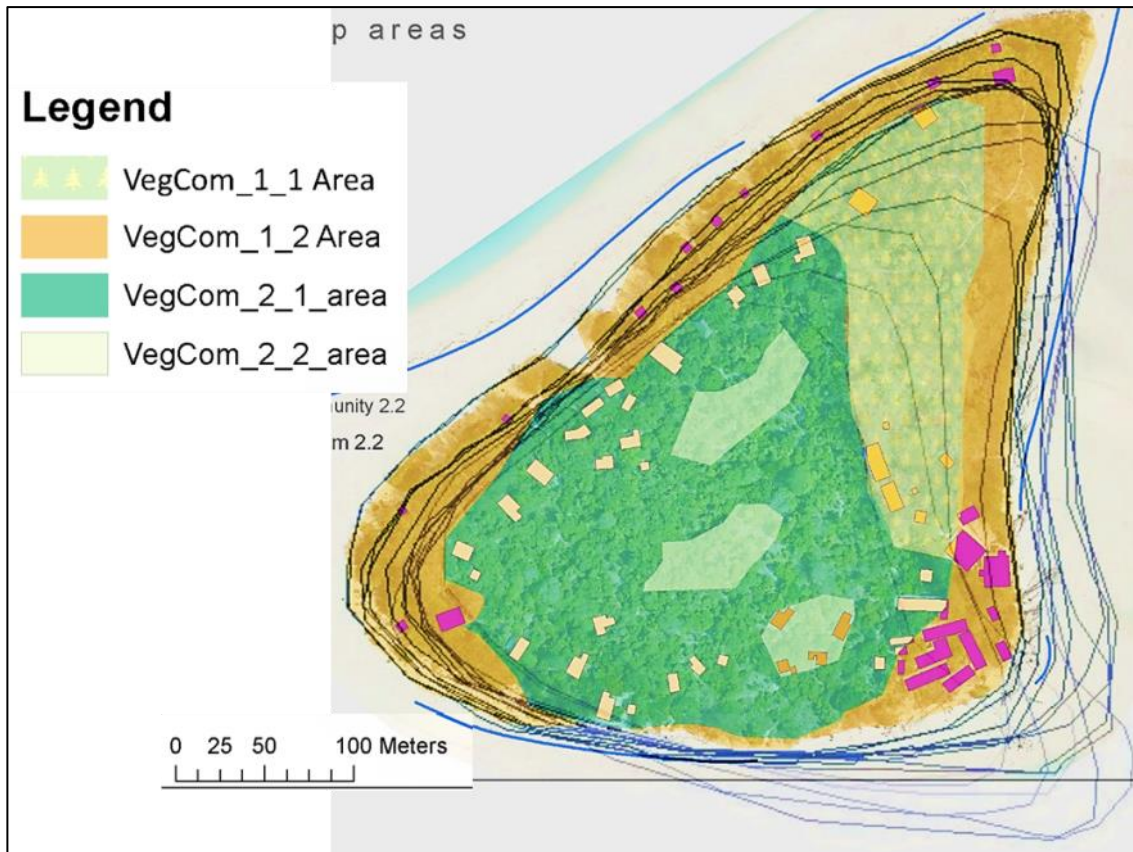 p areas
Legend
VegCom_1_1 Area
VegCom_1_2 Area
VegCom_2_1_area
VegCom_2_2_area
unity 2.2
m 2.2
0 25 50 100 Meters